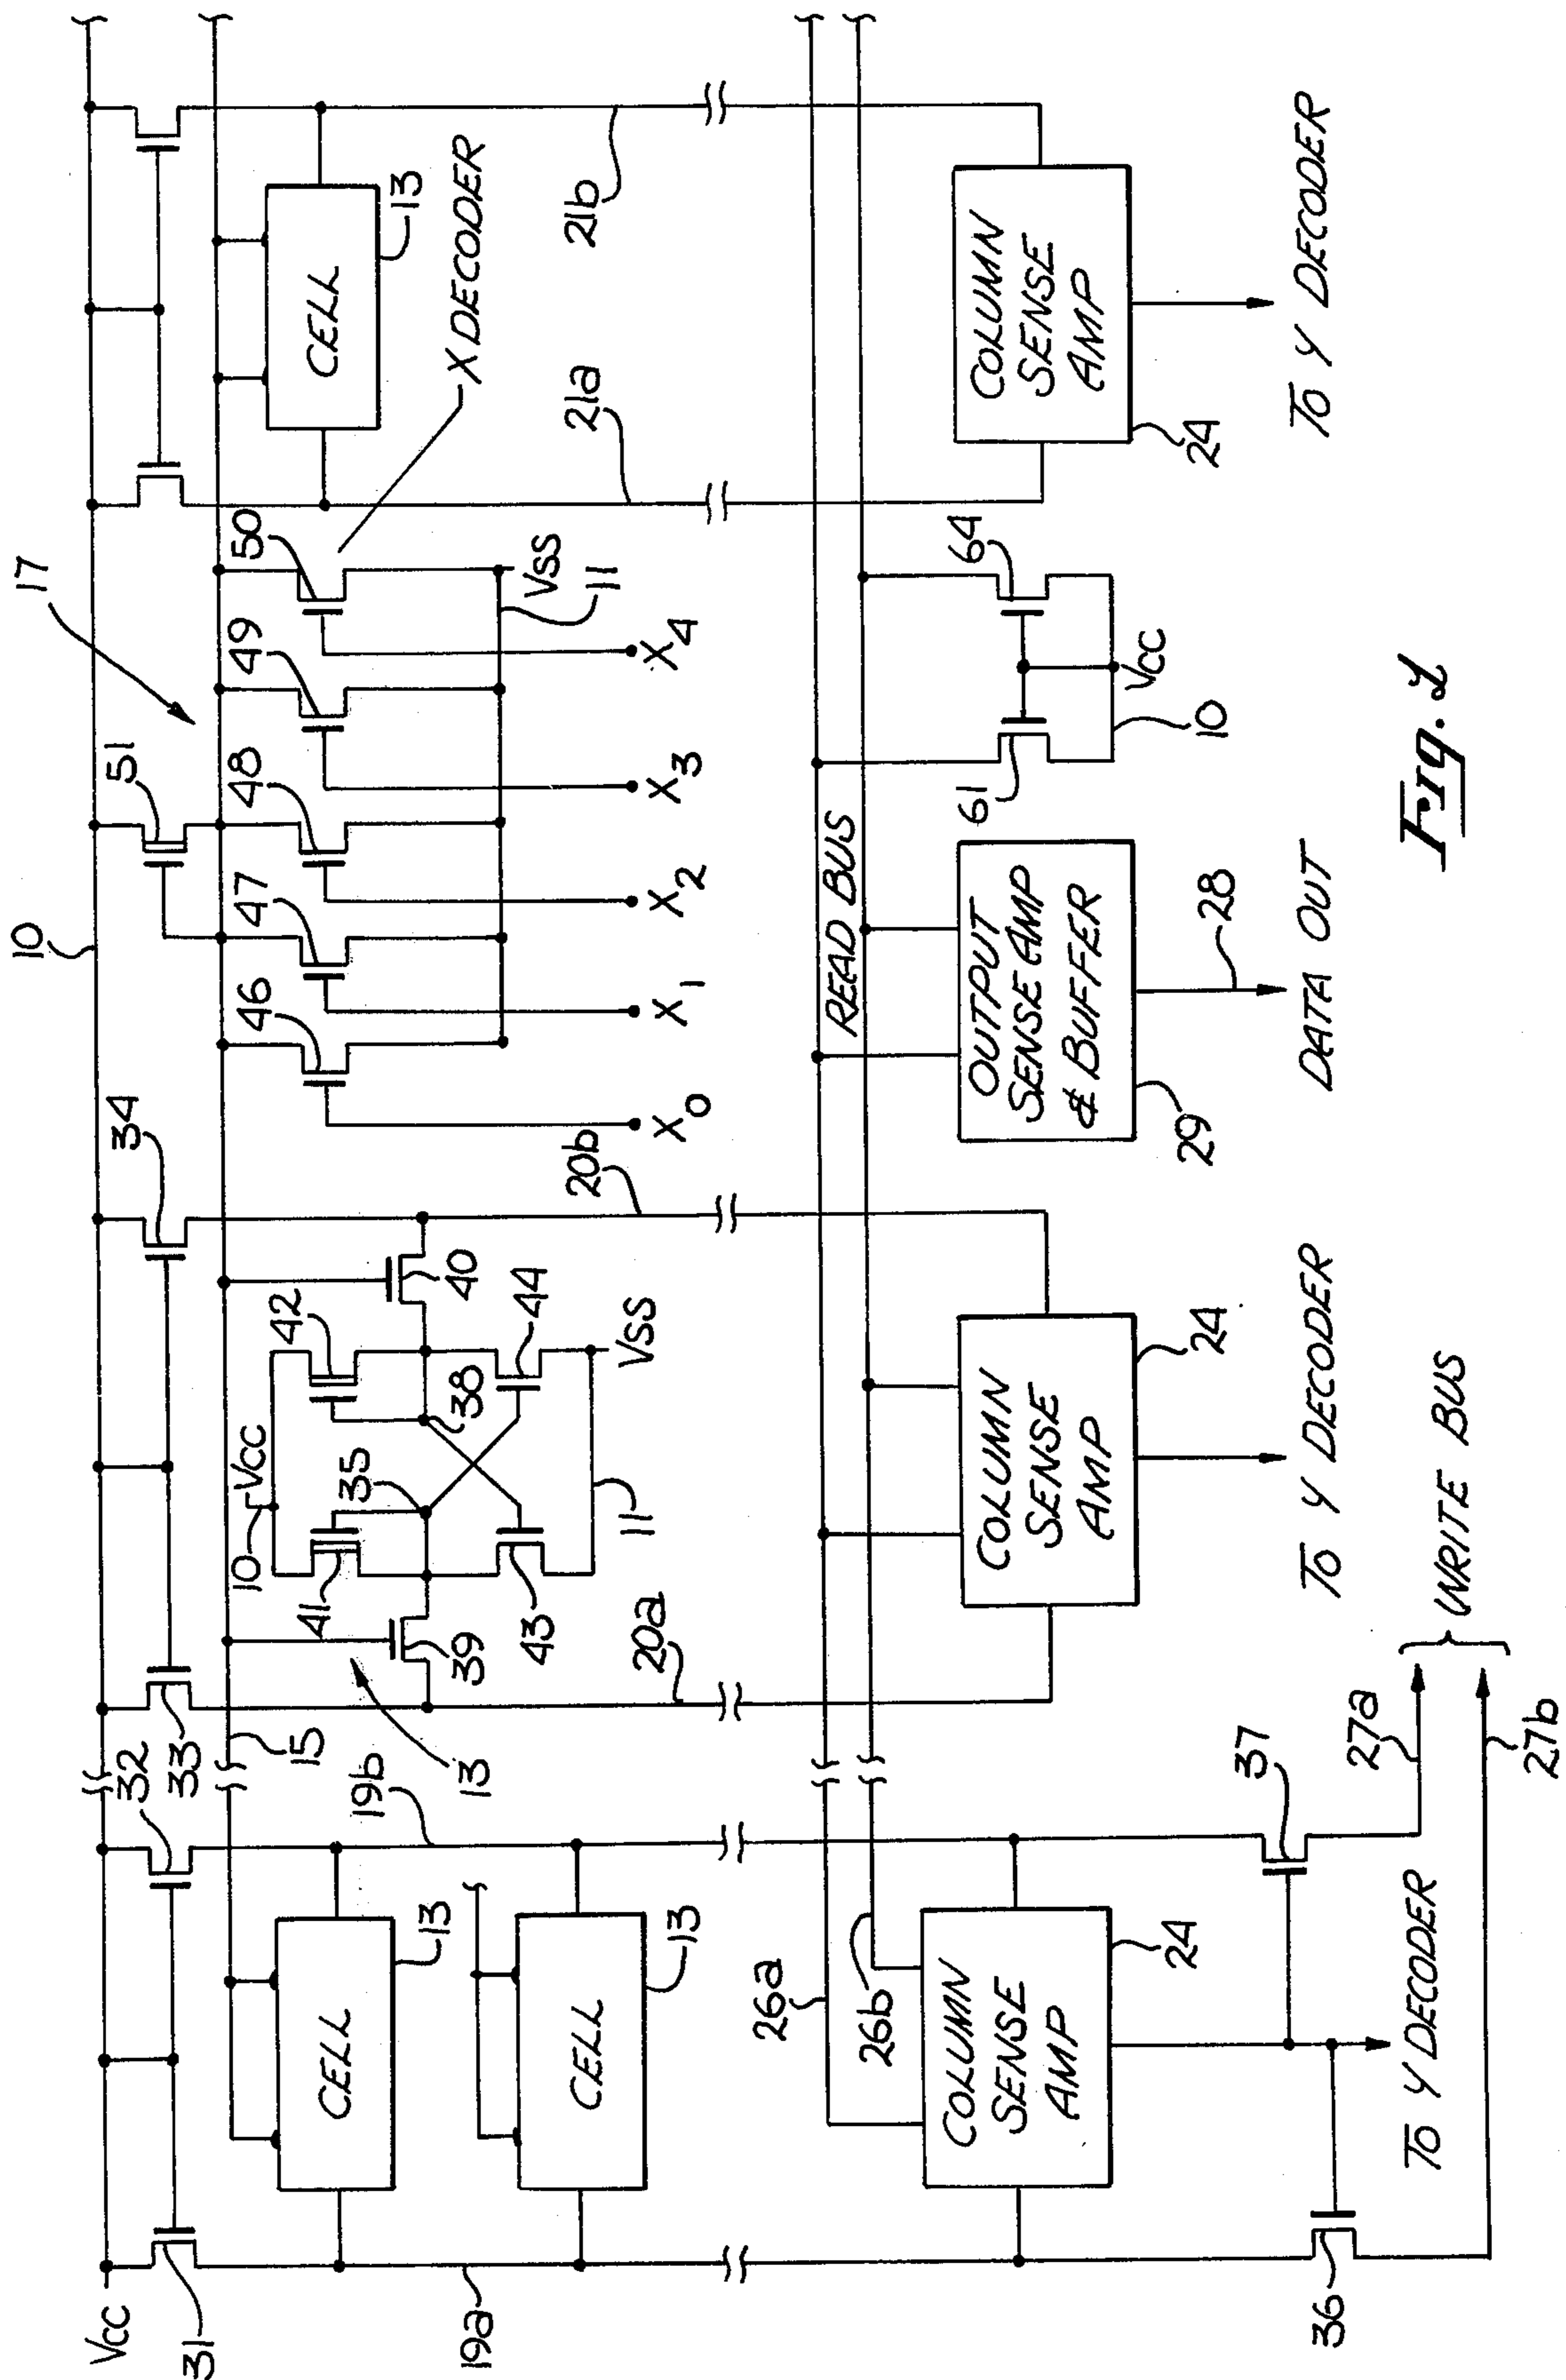 17
10
VCC
31
32
33
34
51
15
CELL
13
CELL
13
19a
19b
13
10
VCC
41
42
35
38
39
40
43
44
11
VSS
20a
20b
46
47
48
49
50
X0
X1
X2
X3
X4
VSS
11
X DECODER
CELL
13
21a
21b
26a
26b
READ BUS
COLUMN
SENSE
AMP
24
COLUMN
SENSE
AMP
24
OUTPUT
SENSE AMP
& BUFFER
29
28
DATA OUT
61
64
VCC
10
COLUMN
SENSE
AMP
24
TO Y DECODER
TO Y DECODER
TO Y DECODER
36
37
27a
27b
WRITE BUS
Fig. 1